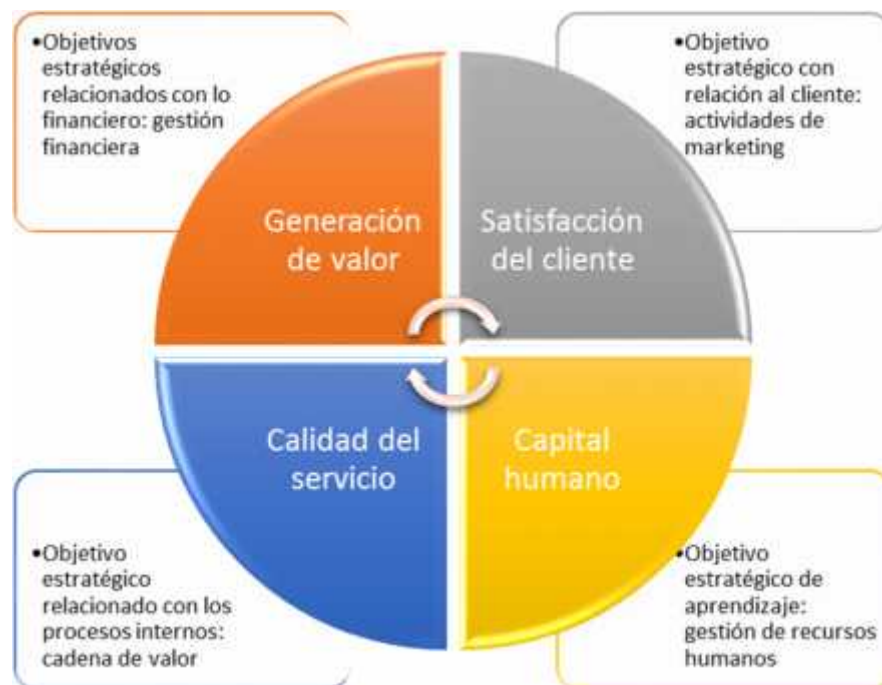 •Objetivos
estratégicos
relacionados con lo
financiero: gestión
financiera
•Objetivo
estratégico con
relación al cliente:
actividades de
marketing
Generación
de valor
Satisfacción
del cliente
Calidad del
servicio
Capital
humano
•Objetivo
estratégico
relacionado con los
procesos internos:
cadena de valor
•Objetivo
estratégico de
aprendizaje:
gestión de recursos
humanos